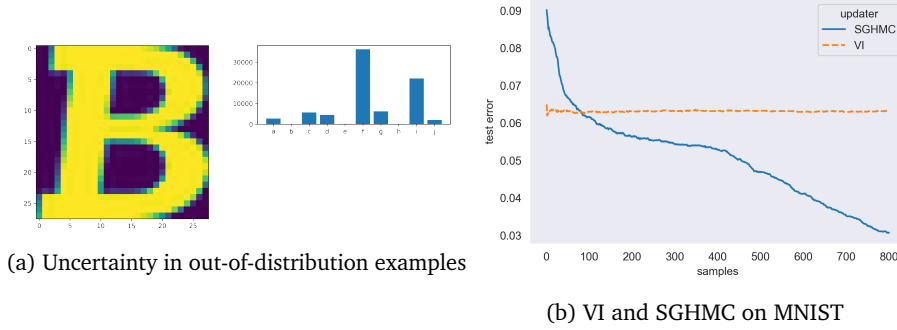 0
5
10
15
20
25
0 5 10 15 20 25
30000
20000
10000
0
a b c d e f g h i j
(a) Uncertainty in out-of-distribution examples
updater
SGHMC
VI
test error
0.09
0.08
0.07
0.06
0.05
0.04
0.03
0 100 200 300 400 500 600 700 800
samples
(b) VI and SGHMC on MNIST